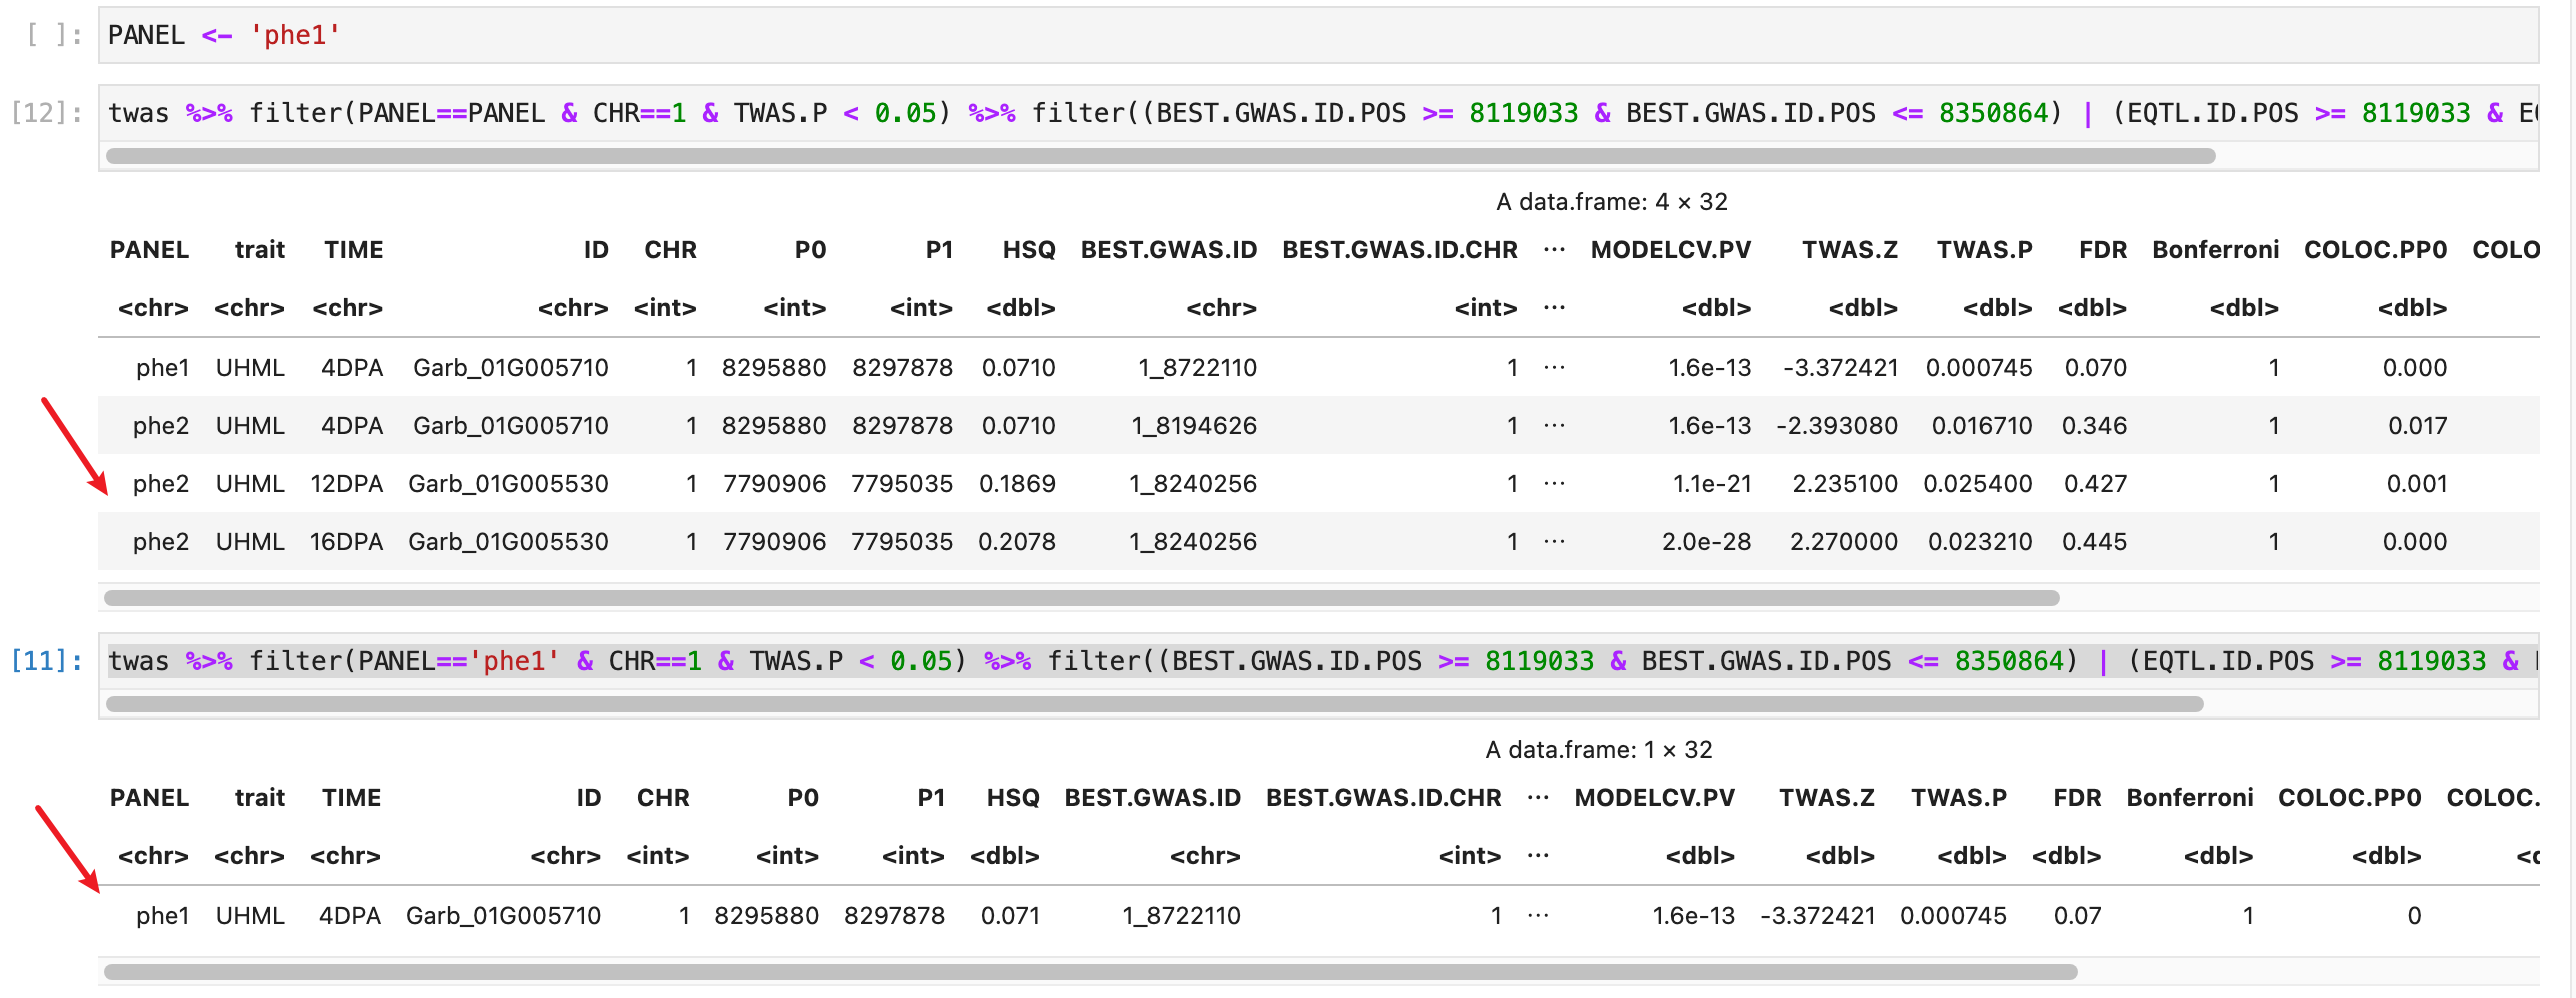 [ ]: PANEL <- 'phe1'
[12]: twas %>% filter(PANEL==PANEL & CHR==1 & TWAS.P < 0.05) %>% filter((BEST.GWAS.ID.POS >= 8119033 & BEST.GWAS.ID.POS <= 8350864) | (EQTL.ID.POS >= 8119033 &
A data.frame: 4 × 32
PANEL trait TIME ID CHR P0 P1 HSQ BEST.GWAS.ID BEST.GWAS.ID.CHR ⋯ MODELCV.PV TWAS.Z TWAS.P FDR Bonferroni COLOC.PP0 COLO
<chr> <chr> <chr> <chr> <int> <int> <int> <dbl> <chr> <int> ⋯ <dbl> <dbl> <dbl> <dbl> <dbl> <dbl>
phe1 UHML 4DPA Garb_01G005710 1 8295880 8297878 0.0710 1_8722110 1 ⋯ 1.6e-13 -3.372421 0.000745 0.070 1 0.000
phe2 UHML 4DPA Garb_01G005710 1 8295880 8297878 0.0710 1_8194626 1 ⋯ 1.6e-13 -2.393080 0.016710 0.346 1 0.017
phe2 UHML 12DPA Garb_01G005530 1 7790906 7795035 0.1869 1_8240256 1 ⋯ 1.1e-21 2.235100 0.025400 0.427 1 0.001
phe2 UHML 16DPA Garb_01G005530 1 7790906 7795035 0.2078 1_8240256 1 ⋯ 2.0e-28 2.270000 0.023210 0.445 1 0.000
[11]: twas %>% filter(PANEL=='phe1' & CHR==1 & TWAS.P < 0.05) %>% filter((BEST.GWAS.ID.POS >= 8119033 & BEST.GWAS.ID.POS <= 8350864) | (EQTL.ID.POS >= 8119033 &
A data.frame: 1 × 32
PANEL trait TIME ID CHR P0 P1 HSQ BEST.GWAS.ID BEST.GWAS.ID.CHR ⋯ MODELCV.PV TWAS.Z TWAS.P FDR Bonferroni COLOC.PP0 COLOC.
<chr> <chr> <chr> <chr> <int> <int> <int> <dbl> <chr> <int> ⋯ <dbl> <dbl> <dbl> <dbl> <dbl> <dbl>
phe1 UHML 4DPA Garb_01G005710 1 8295880 8297878 0.071 1_8722110 1 ⋯ 1.6e-13 -3.372421 0.000745 0.07 1 0